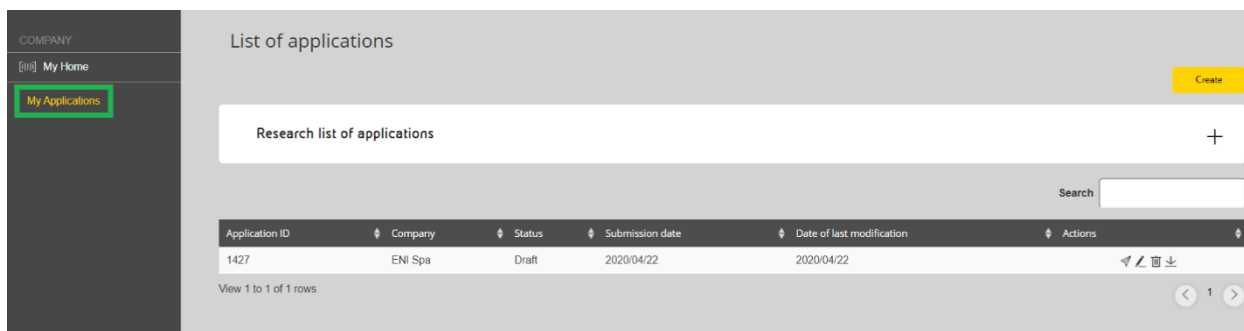 COMPANY
My Home
My Applications
List of applications
Create
Research list of applications
Search
Application ID Company Status Submission date Date of last modification Actions
1427 ENI Spa Draft 2020/04/22 2020/04/22
View 1 to 1 of 1 rows
1